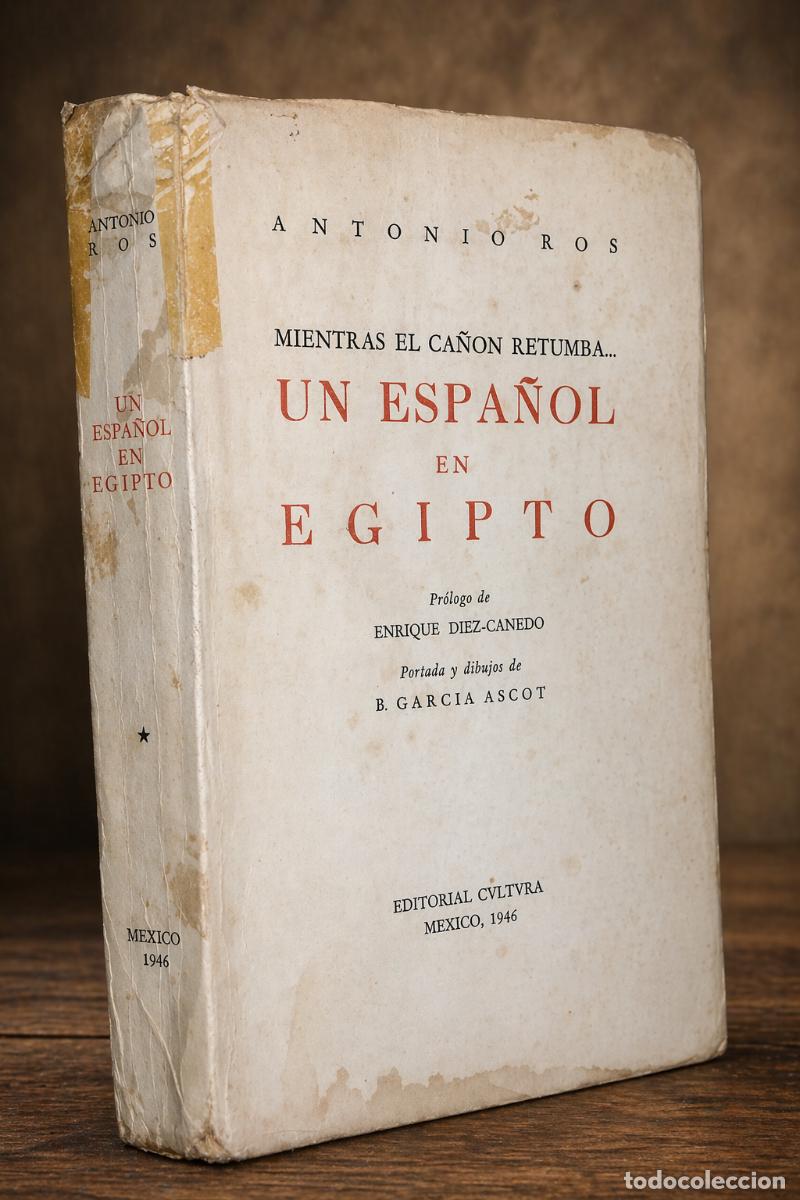 ANTONIO
ROS
UN
ESPAÑOL
EN
EGIPTO
MEXICO
1946
ANTONIO ROS
MIENTRAS EL CAÑON RETUMBA...
UN ESPAÑOL
EN
EGIPTO
Prólogo de
ENRIQUE DIEZ-CANEDO
Portada y dibujos de
B. GARCIA ASCOT
EDITORIAL CVLTVRA
MEXICO, 1946
todocoleccion